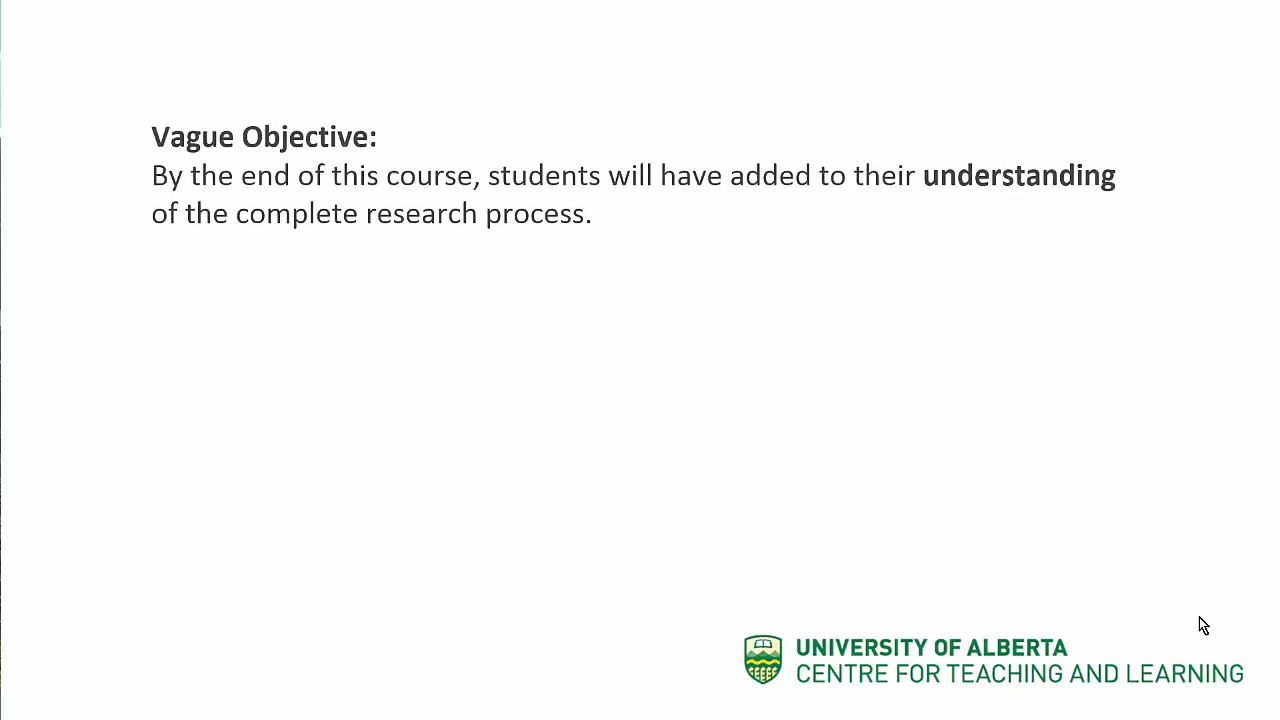 Vague Objective:
By the end of this course, students will have added to their understanding
of the complete research process.
UNIVERSITY OF ALBERTA
CENTRE FOR TEACHING AND LEARNING